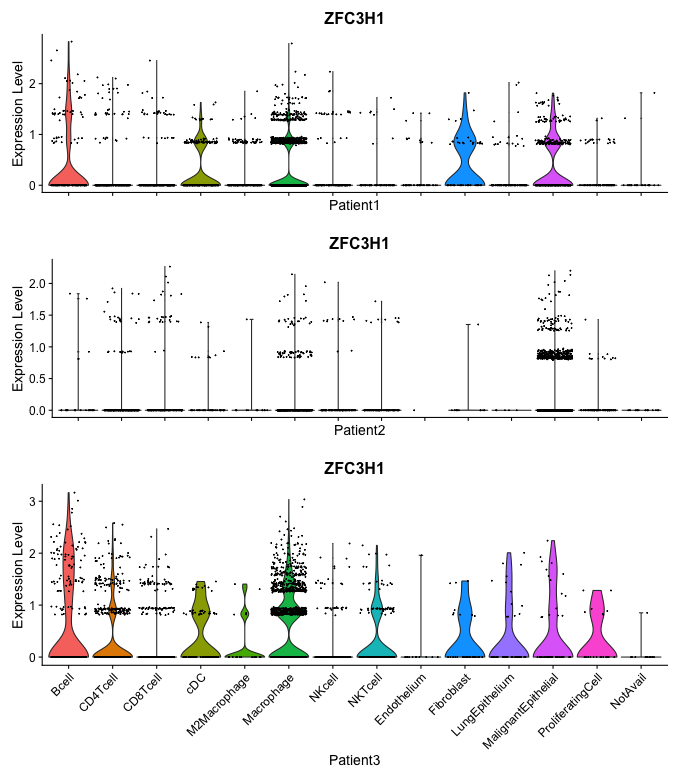 ZFC3H1
Expression Level
2
1
0
Patient1
ZFC3H1
Expression Level
2.0
1.5
1.0
0.5
0.0
Patient2
ZFC3H1
Expression Level
3
2
1
0
Bcell
CD4Tcell
CD8Tcell
cDC
M2Macrophage
Macrophage
NKcell
NKTcell
Endothelium
Fibroblast
LungEpithelium
MalignantEpithelial
ProliferatingCell
NotAvail
Patient3